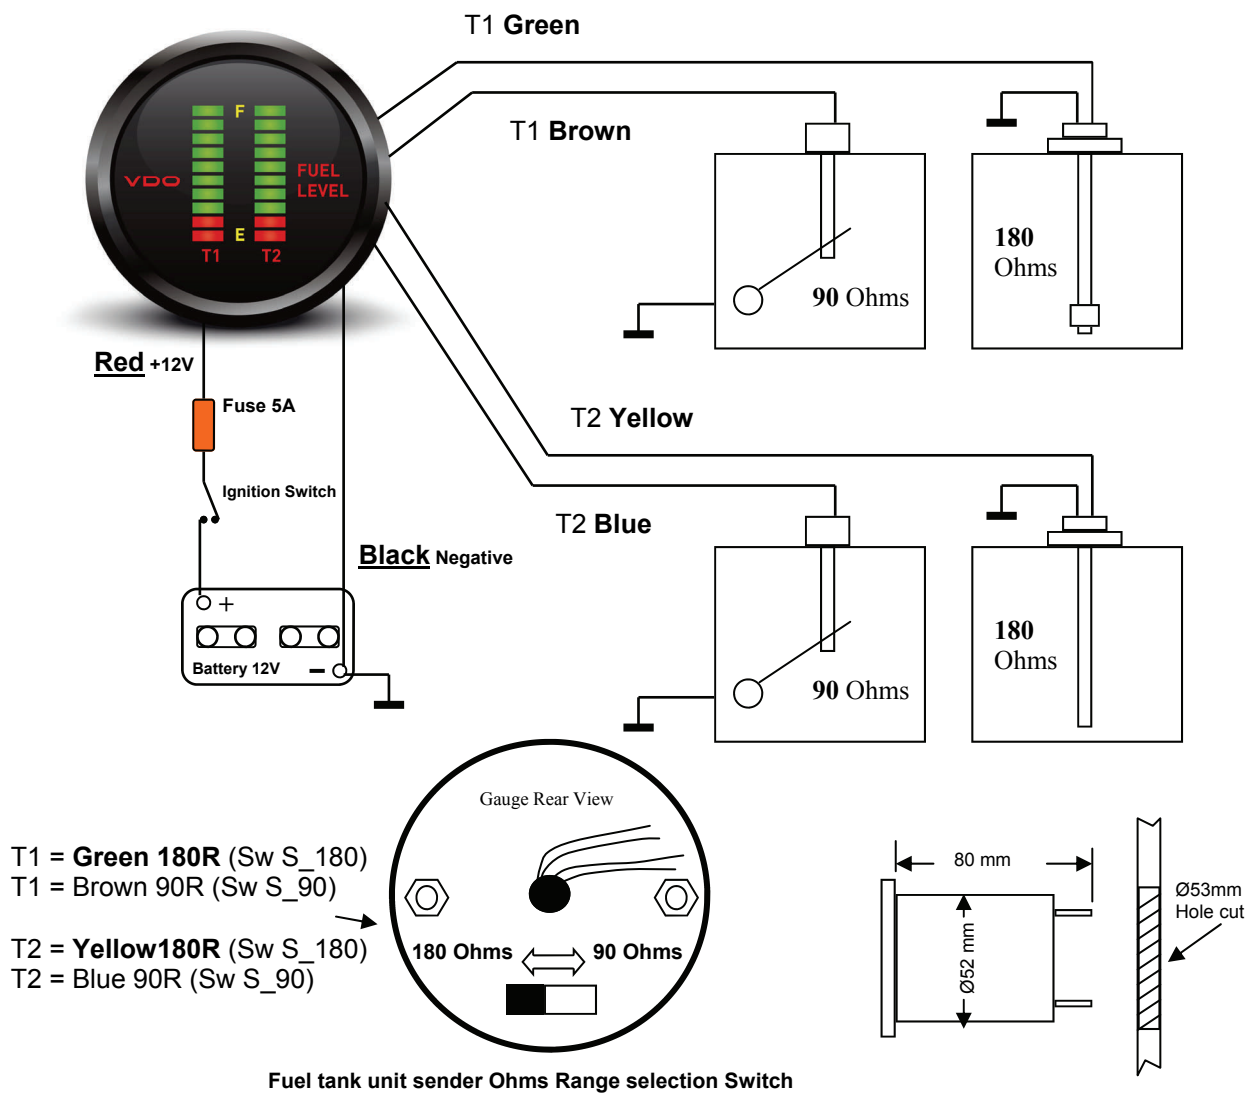 T1 Green
T1 Brown
F
VDO
FUEL
LEVEL
E
T1 T2
180
Ohms
90 Ohms
Red +12V
Fuse 5A
T2 Yellow
Ignition Switch
T2 Blue
Black Negative
+
Battery 12V
–
180
Ohms
90 Ohms
Gauge Rear View
T1 = Green 180R (Sw S_180)
T1 = Brown 90R (Sw S_90)
T2 = Yellow180R (Sw S_180)
T2 = Blue 90R (Sw S_90)
180 Ohms 90 Ohms
80 mm
Ø52 mm
Ø53mm
Hole cut
Fuel tank unit sender Ohms Range selection Switch